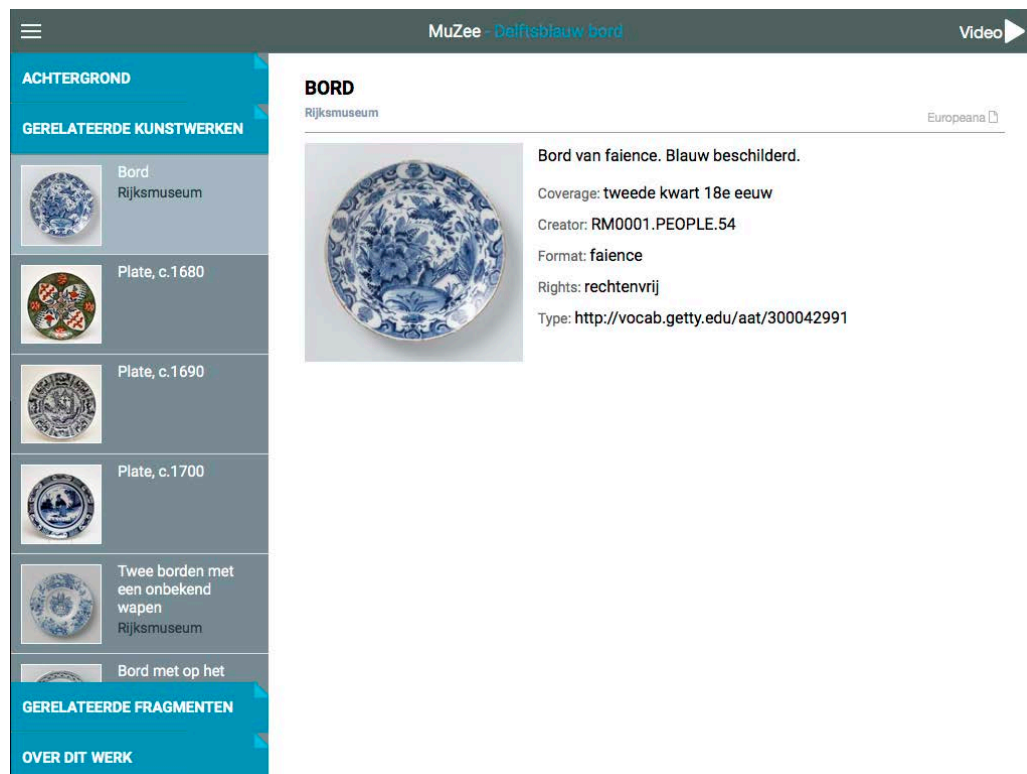 MuZee - Delftsblauw bord
Video
ACHTERGROND
GERELATEERDE KUNSTWERKEN
Bord
Rijksmuseum
Plate, c.1680
Plate, c.1690
Plate, c.1700
Twee borden met
een onbekend
wapen
Rijksmuseum
Bord met op het
GERELATEERDE FRAGMENTEN
OVER DIT WERK
BORD
Rijksmuseum
Europeana
Bord van faience. Blauw beschilderd.
Coverage: tweede kwart 18e eeuw
Creator: RM0001.PEOPLE.54
Format: faience
Rights: rechtenvrij
Type: http://vocab.getty.edu/aat/300042991